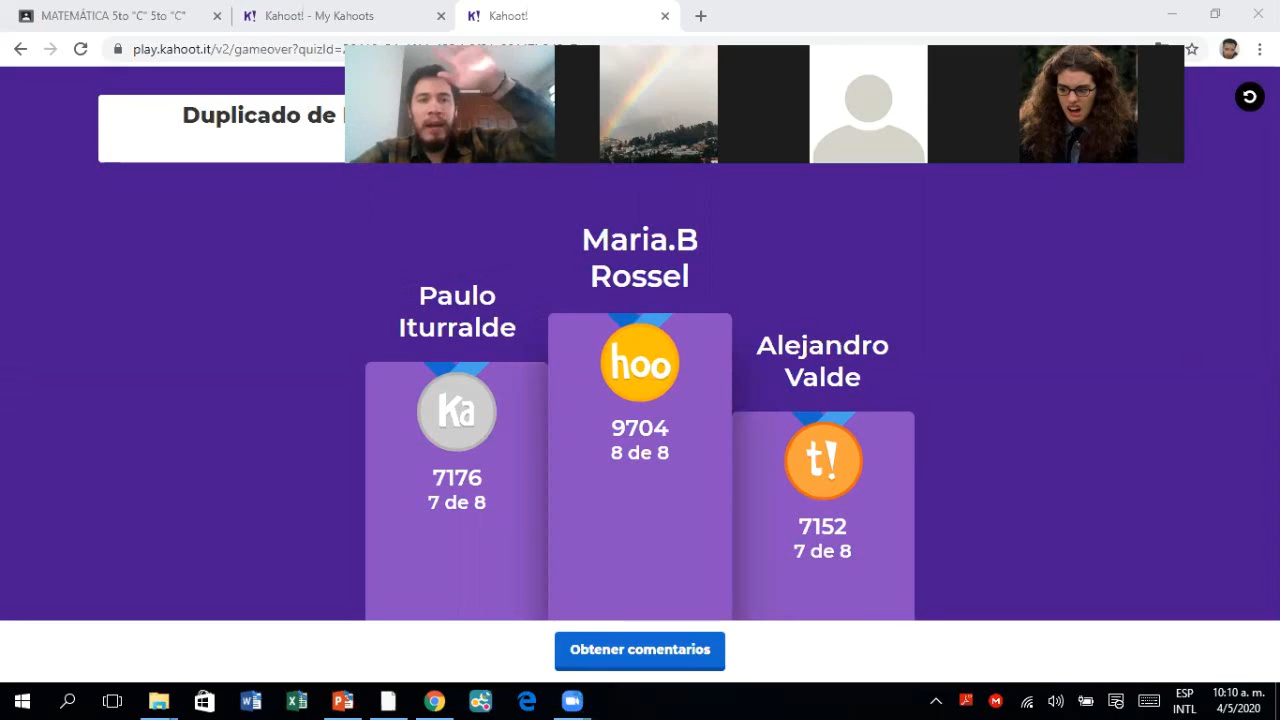 MATEMÁTICA 5to "C" 5to "C"
Kahoot! - My Kahoots
Kahoot!
play.kahoot.it/v2/gameover?quizId=
Duplicado de
Maria.B
Rossel
Paulo
Iturralde
Alejandro
Valde
hoo
9704
8 de 8
Ka
7176
7 de 8
t!
7152
7 de 8
Obtener comentarios
ESP
INTL
10:10 a. m.
4/5/2020